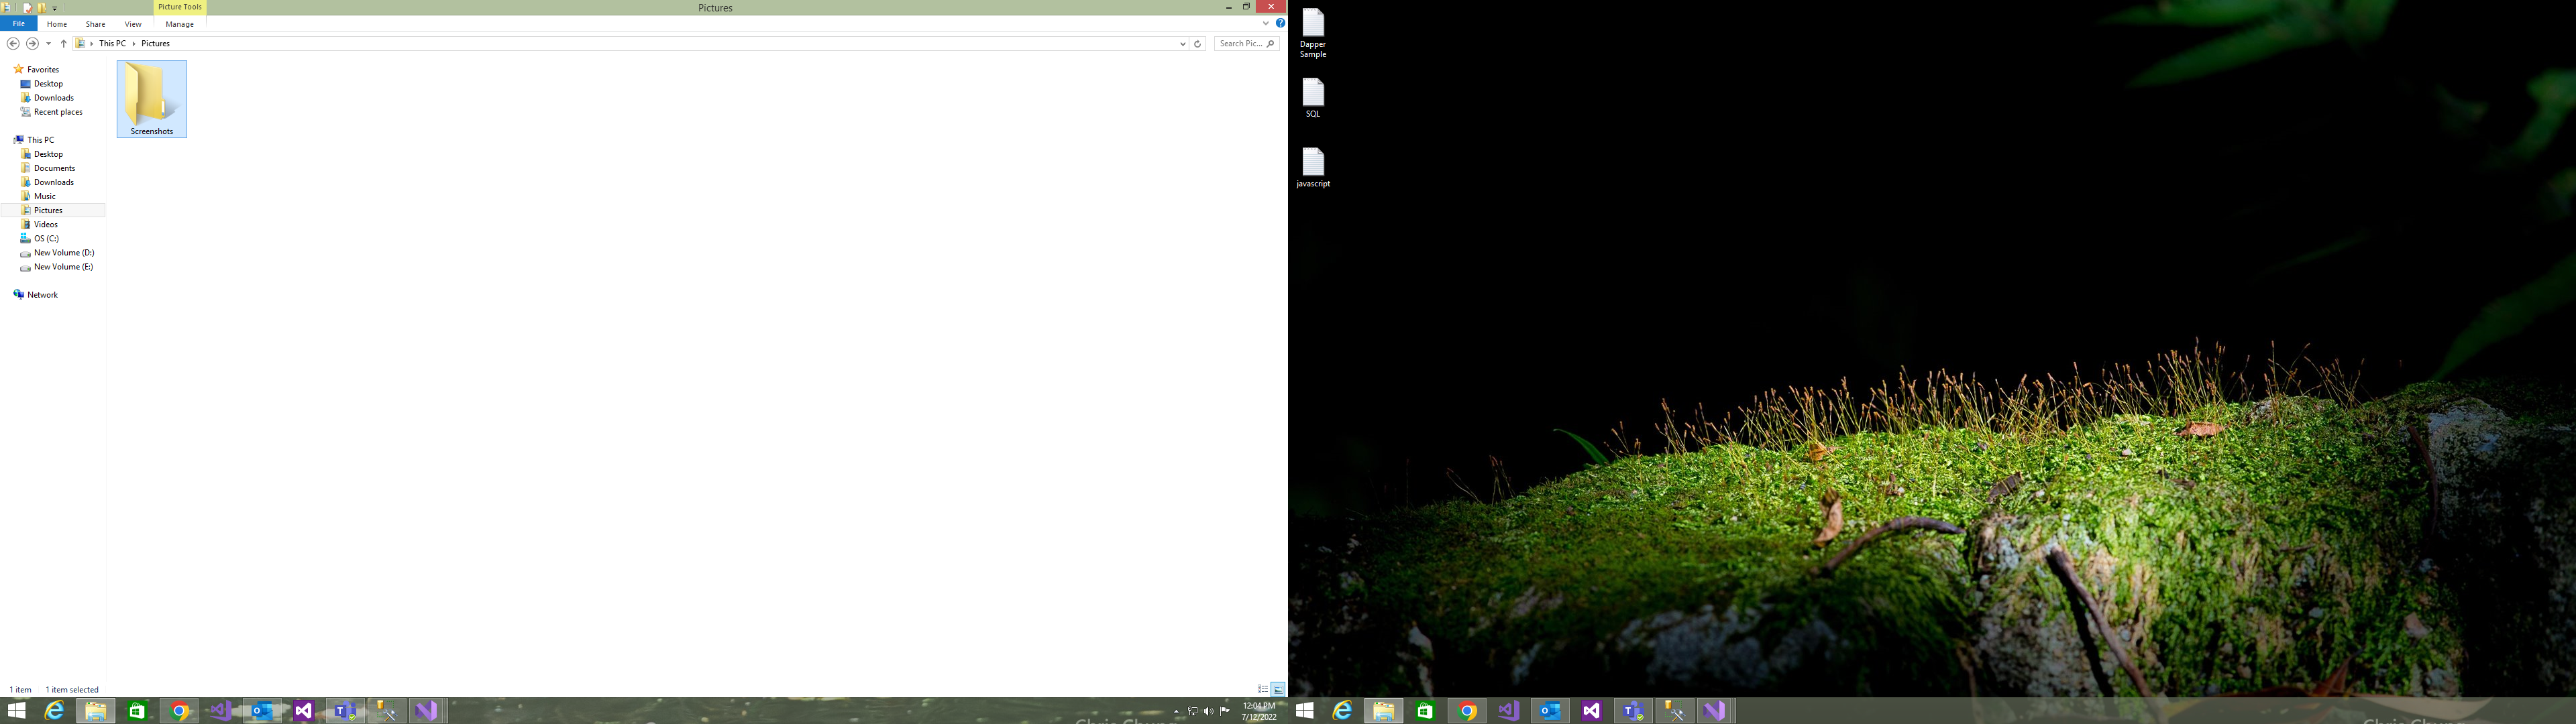 Picture Tools
Pictures
File
Home
Share
View
Manage
This PC
Pictures
Search Pic...
Favorites
Desktop
Downloads
Recent places
This PC
Desktop
Documents
Downloads
Music
Pictures
Videos
OS (C:)
New Volume (D:)
New Volume (E:)
Network
Screenshots
1 item
1 item selected
12:04 PM
7/12/2022
Dapper
Sample
SQL
javascript